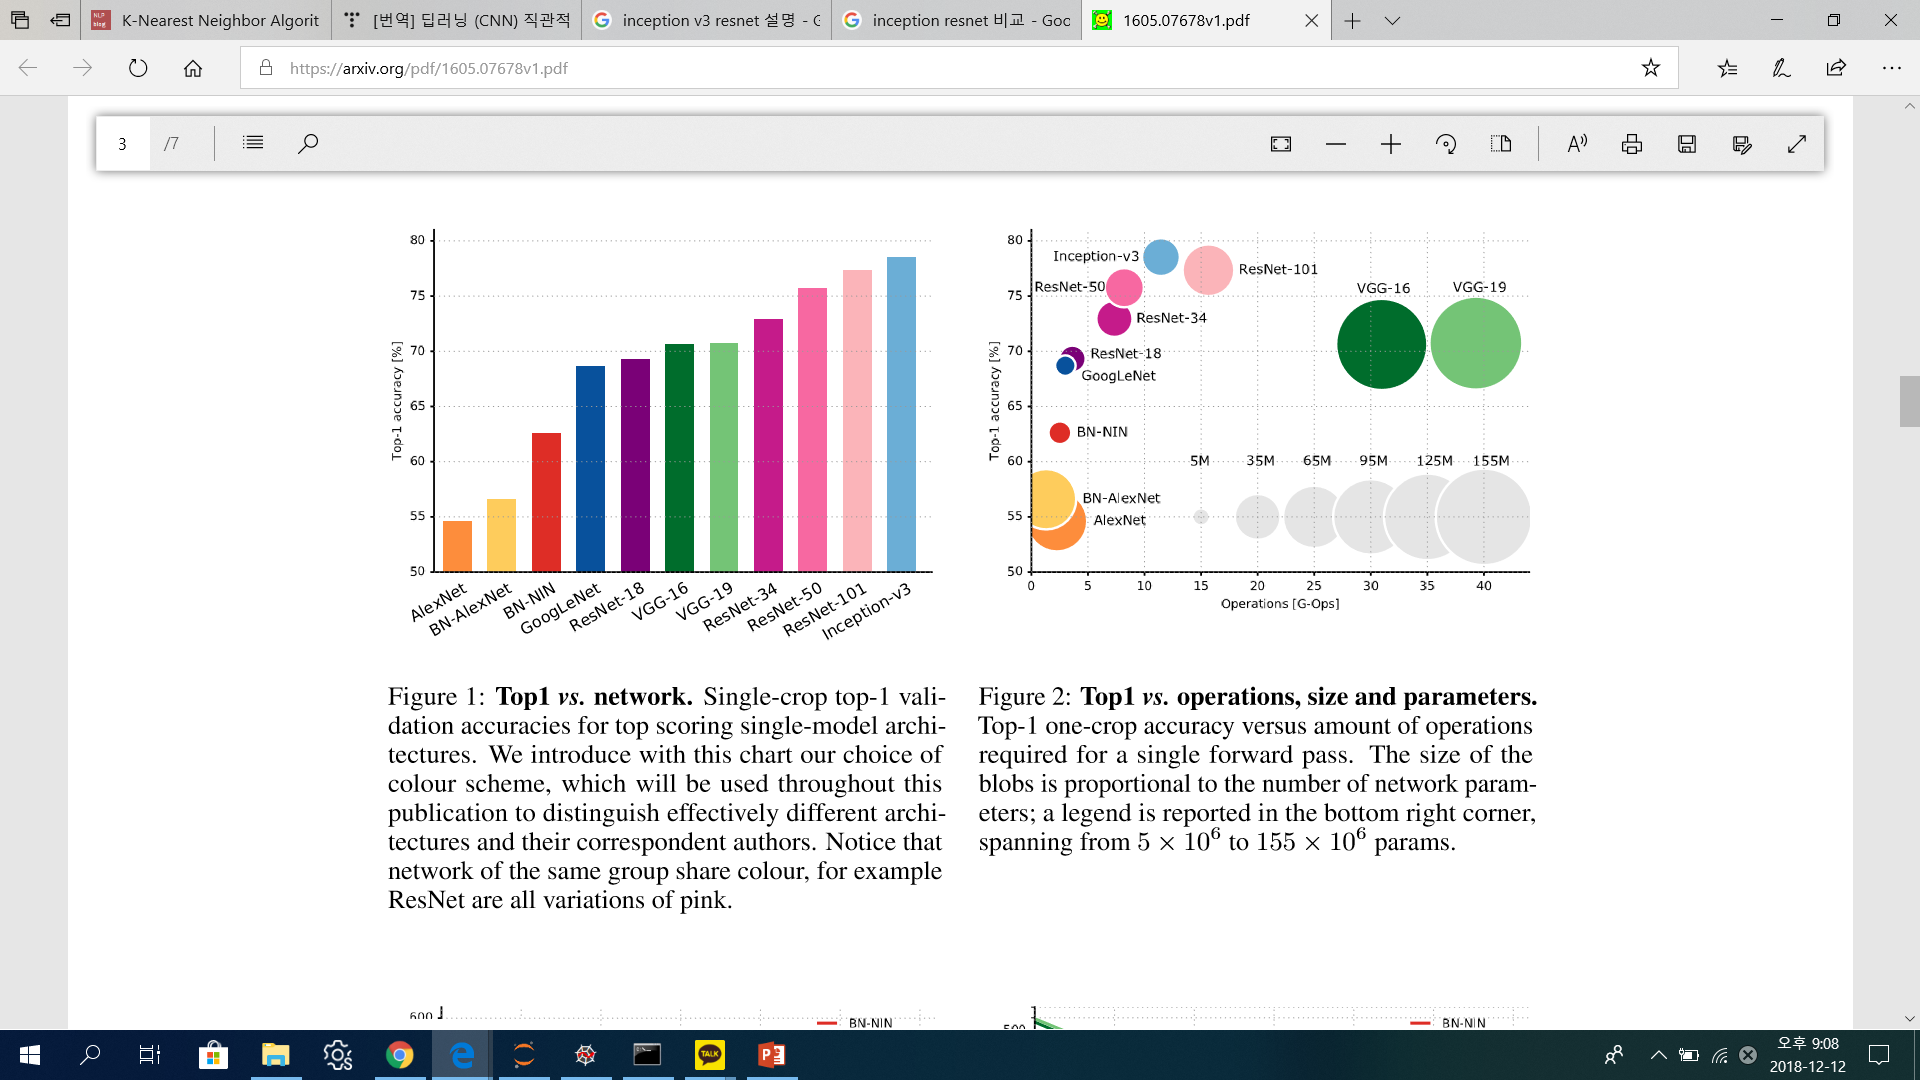 K-Nearest Neighbor Algorit
[번역] 딥러닝 (CNN) 직관적
inception v3 resnet 설명 - G
inception resnet 비교 - Goo
1605.07678v1.pdf
https://arxiv.org/pdf/1605.07678v1.pdf
3 /7
80
75
70
65
60
55
50
Top-1 accuracy [%]
AlexNet
BN-AlexNet
BN-NIN
GoogLeNet
ResNet-18
VGG-16
VGG-19
ResNet-34
ResNet-50
ResNet-101
Inception-v3
80
75
70
65
60
55
50
Top-1 accuracy [%]
Inception-v3
ResNet-101
ResNet-50
VGG-16 VGG-19
ResNet-34
ResNet-18
GoogLeNet
BN-NIN
5M 35M 65M 95M 125M 155M
BN-AlexNet
AlexNet
0 5 10 15 20 25 30 35 40
Operations [G-Ops]
Figure 1: Top1 vs. network. Single-crop top-1 vali-
dation accuracies for top scoring single-model archi-
tectures. We introduce with this chart our choice of
colour scheme, which will be used throughout this
publication to distinguish effectively different archi-
tectures and their correspondent authors. Notice that
network of the same group share colour, for example
ResNet are all variations of pink.
Figure 2: Top1 vs. operations, size and parameters.
Top-1 one-crop accuracy versus amount of operations
required for a single forward pass. The size of the
blobs is proportional to the number of network param-
eters; a legend is reported in the bottom right corner,
spanning from 5 × 10⁶ to 155 × 10⁶ params.
600
BN-NIN
500
BN-NIN
오후 9:08
2018-12-12